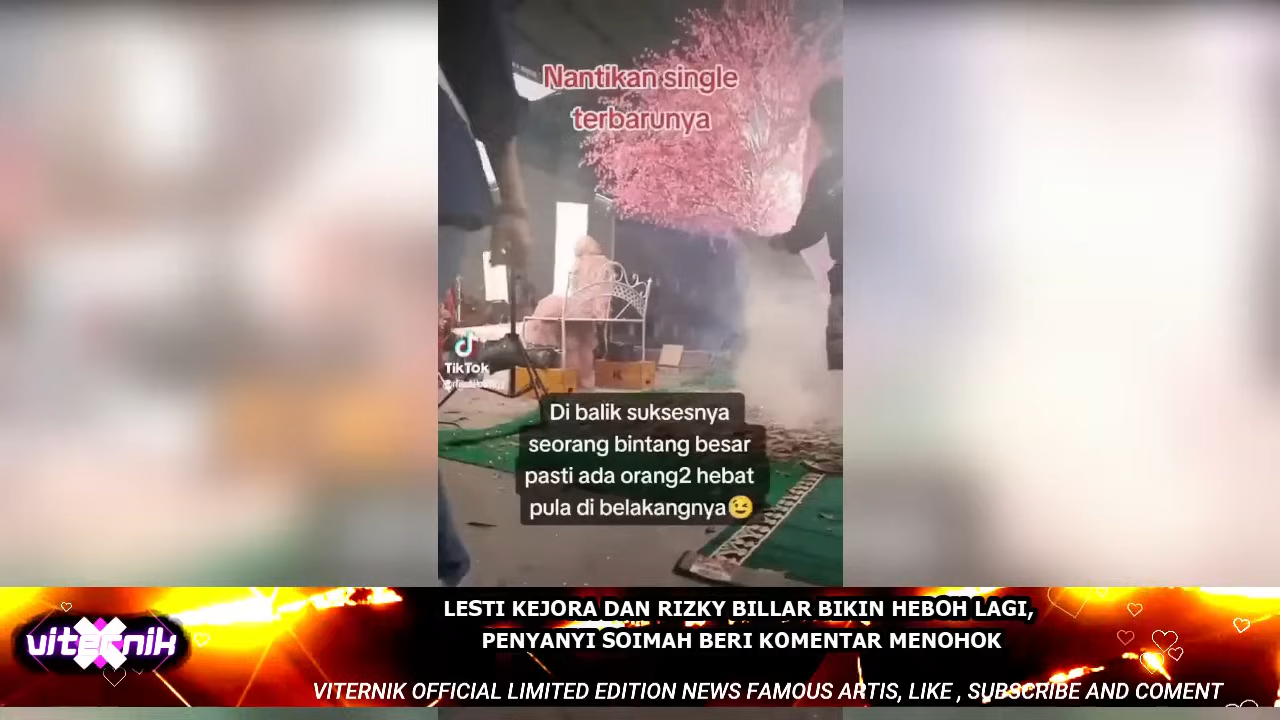 Nantikan single
terbarunya
TikTok
Di balik suksesnya
seorang bintang besar
pasti ada orang2 hebat
pula di belakangnya😉
LESTI KEJORA DAN RIZKY BILLAR BIKIN HEBOH LAGI,
PENYANYI SOIMAH BERI KOMENTAR MENOHOK
viternik
VITERNIK OFFICIAL LIMITED EDITION NEWS FAMOUS ARTIS, LIKE , SUBSCRIBE AND COMENT